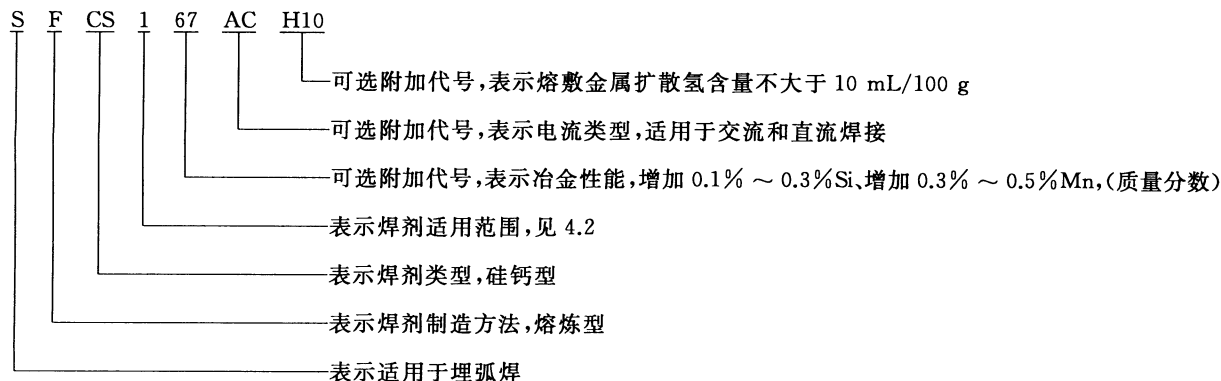 S F CS 1 67 AC H10
可选附加代号,表示熔敷金属扩散氢含量不大于 10 mL/100 g
可选附加代号,表示电流类型,适用于交流和直流焊接
可选附加代号,表示冶金性能,增加 0.1% ～ 0.3%Si、增加 0.3% ～ 0.5%Mn,(质量分数)
表示焊剂适用范围,见 4.2
表示焊剂类型,硅钙型
表示焊剂制造方法,熔炼型
表示适用于埋弧焊